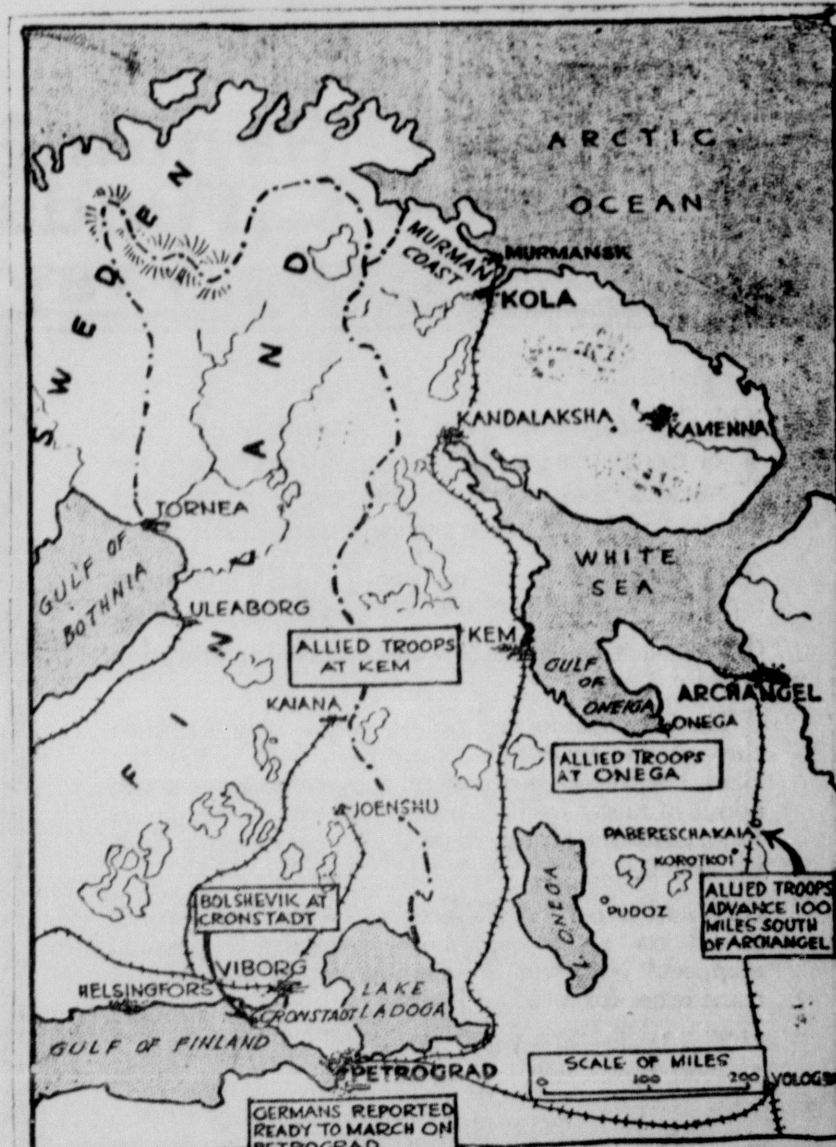 ARCTIC
OCEAN
SWEDEN
FINLAND
MURMAN
COAST
MURMANSK
KOLA
KANDALAKSHA
KAMENNA
TORNEA
GULF OF
BOTHNIA
WHITE
SEA
ULEABORG
ALLIED TROOPS
AT KEM
KEM
GULF
OF
ONEIGA
ARCHANGEL
ONEGA
KAIANA
ALLIED TROOPS
AT ONEGA
JOENSHU
PABERESCHAKAIA
KOROTKOI
L. ONEGA
PUDOZ
ALLIED TROOPS
ADVANCE 100
MILES SOUTH
OF ARCHANGEL
BOLSHEVIK AT
CRONSTADT
VIBORG
HELSINGFORS
LAKE
LADOGA
CRONSTADT
GULF OF FINLAND
PETROGRAD
SCALE OF MILES
0 100 200
GERMANS REPORTED
READY TO MARCH ON
PETROGRAD